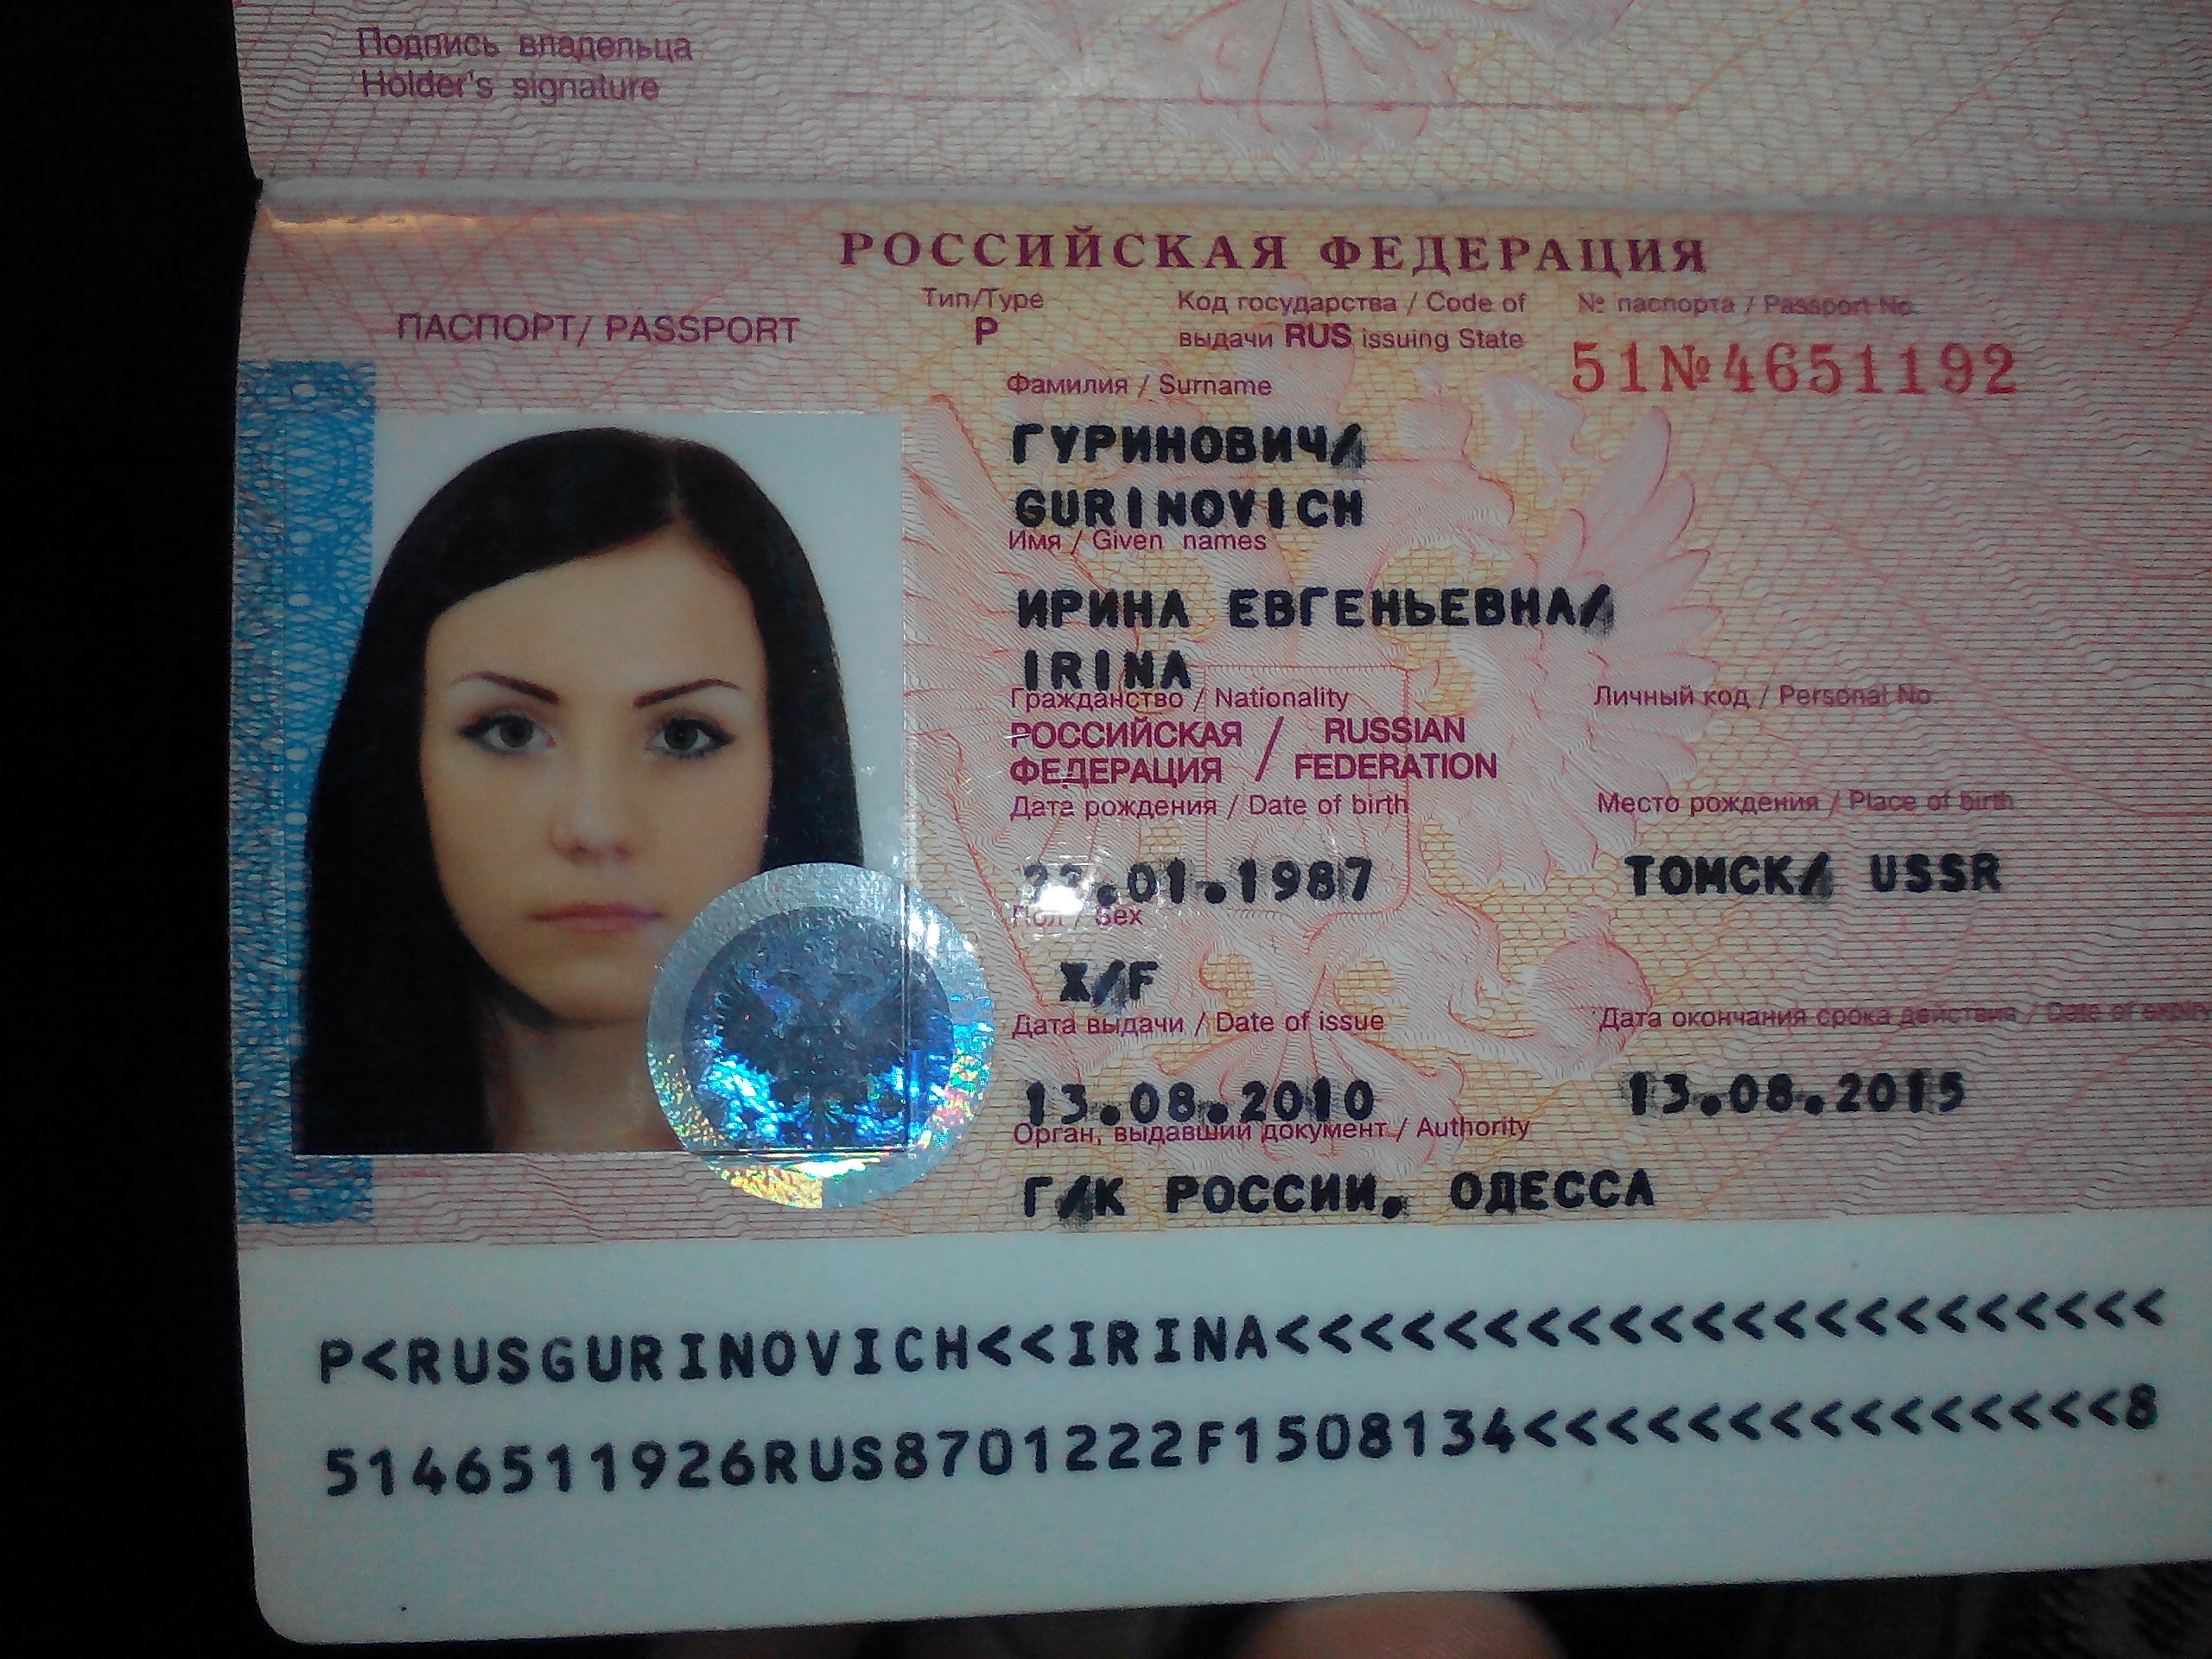 Подпись владельца
Holder's signature
РОССИЙСКАЯ ФЕДЕРАЦИЯ
ПАСПОРТ/ PASSPORT
Тип/Type
P
Код государства / Code of
выдачи RUS issuing State
№ паспорта / Passport No.
51№4651192
Фамилия / Surname
ГУРИНОВИЧ/
GURINOVICH
Имя / Given names
ИРИНА ЕВГЕНЬЕВНА/
IRINA
Гражданство / Nationality
РОССИЙСКАЯ / RUSSIAN
ФЕДЕРАЦИЯ / FEDERATION
Личный код / Personal No.
Дата рождения / Date of birth
Место рождения / Place of birth
.01.1987
ТОМСК/ USSR
Пол / Sex
Ж/F
Дата выдачи / Date of issue
Дата окончания срока действия / Date of
13.08.2010
13.08.2015
Орган, выдавший документ / Authority
Г/К РОССИИ, ОДЕССА
P<RUSGURINOVICH<<IRINA<<<<<<<<<<<<<<<<<<<<<<
5146511926RUS8701222F1508134<<<<<<<<<<<<<<<8